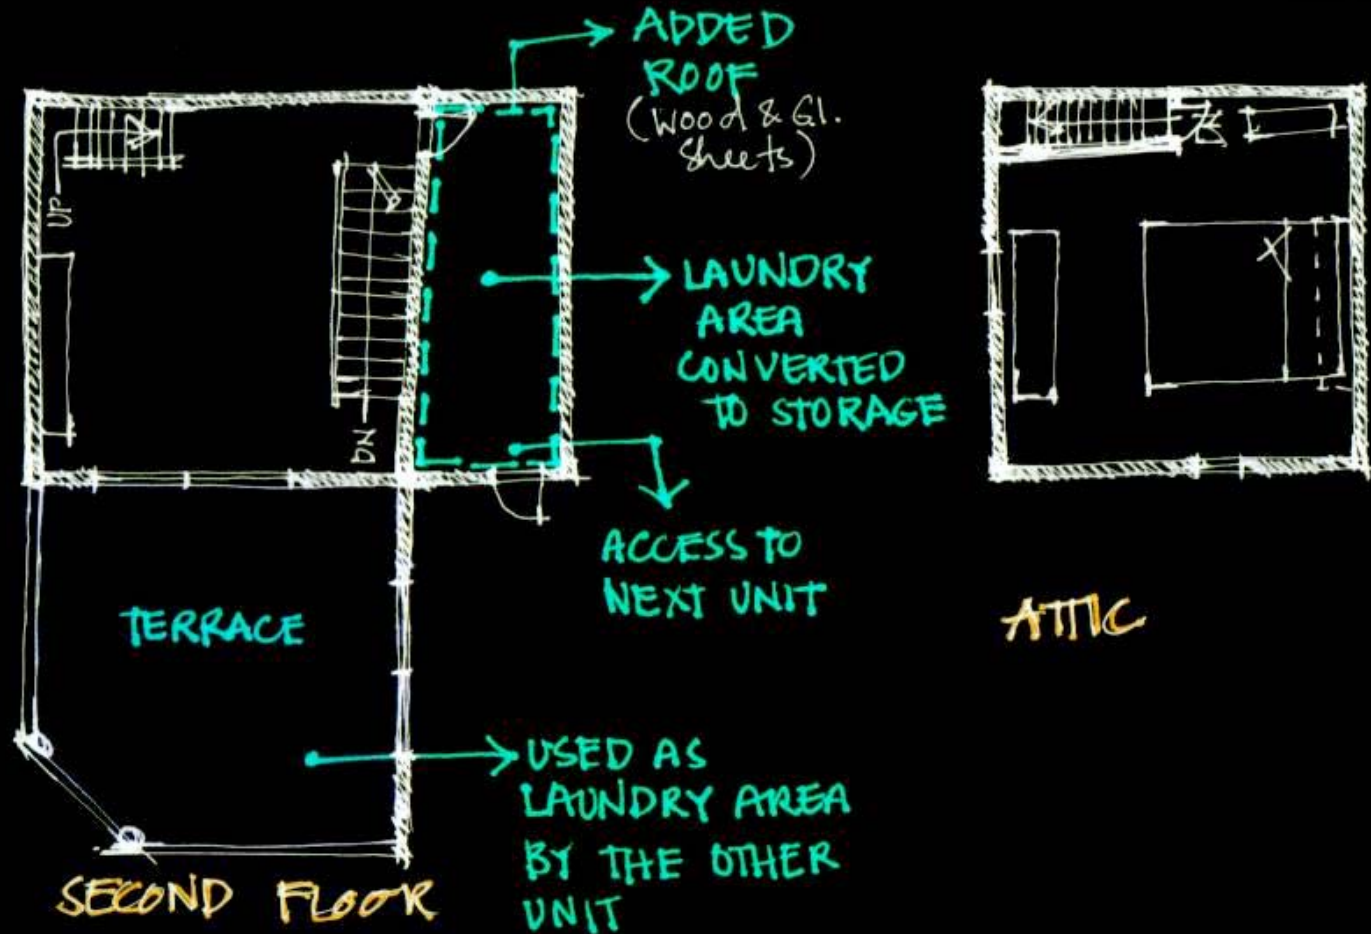 ADDED
ROOF
(Wood & GI.
Sheets)
UP
LAUNDRY
AREA
CONVERTED
TO STORAGE
DN
ACCESS TO
NEXT UNIT
TERRACE
ATTIC
USED AS
LAUNDRY AREA
BY THE OTHER
UNIT
SECOND FLOOR